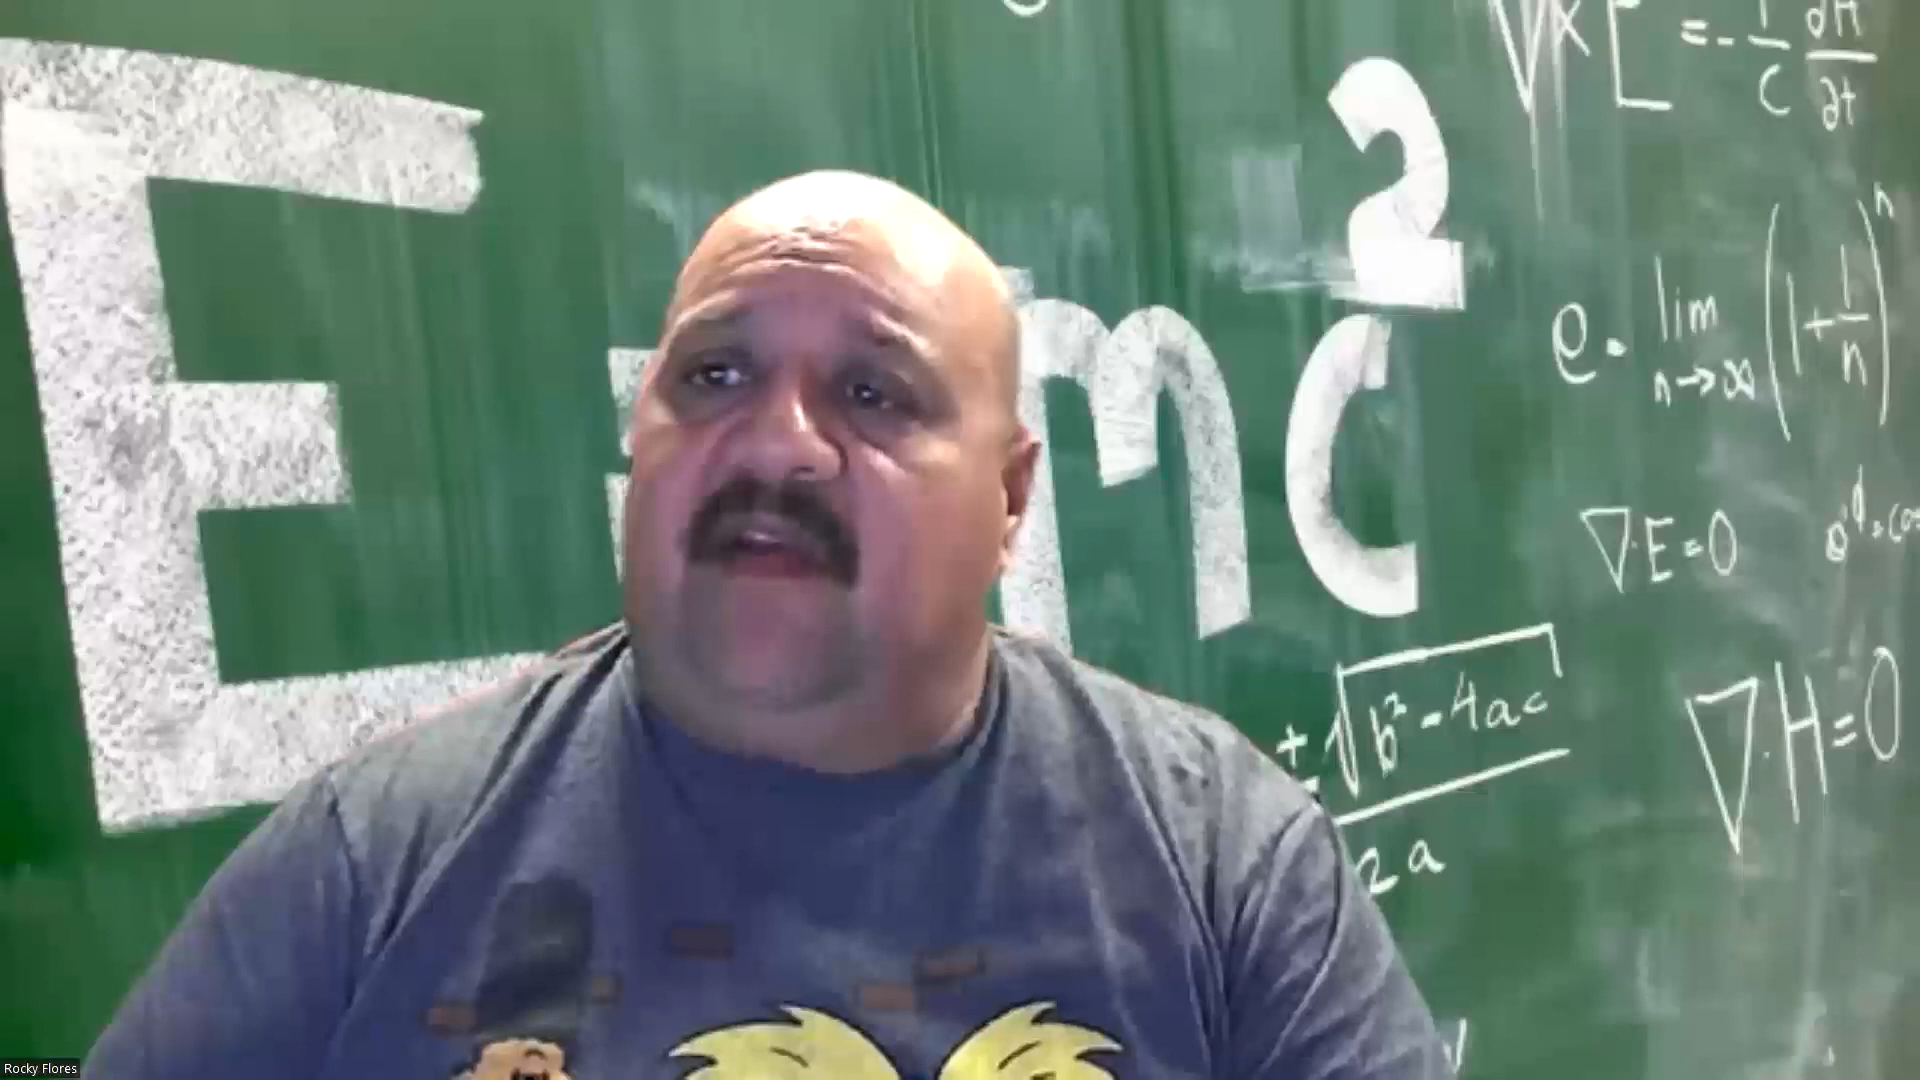 E = mc²
∇×E = -1/c ∂H/∂t
e = lim n→∞ (1 + 1/n)ⁿ
∇·E = 0
± √b² - 4ac
2a
∇·H = 0
Rocky Flores